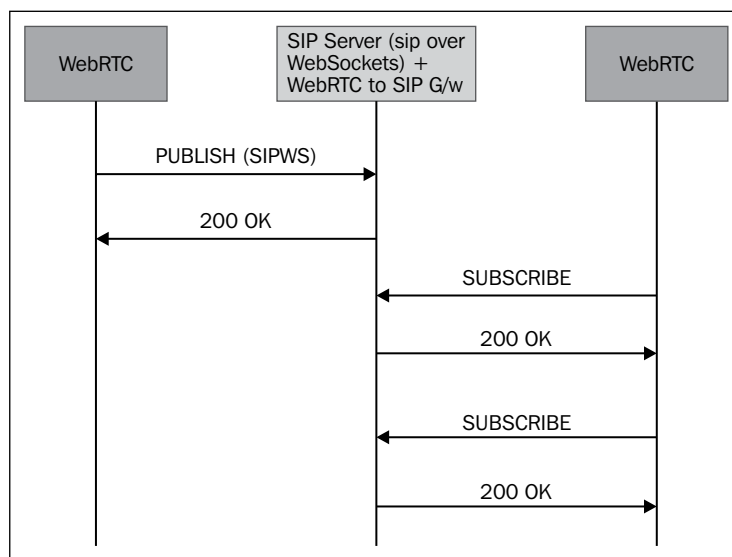 WebRTC
SIP Server (sip over
WebSockets) +
WebRTC to SIP G/w
WebRTC
PUBLISH (SIPWS)
200 OK
SUBSCRIBE
200 OK
SUBSCRIBE
200 OK